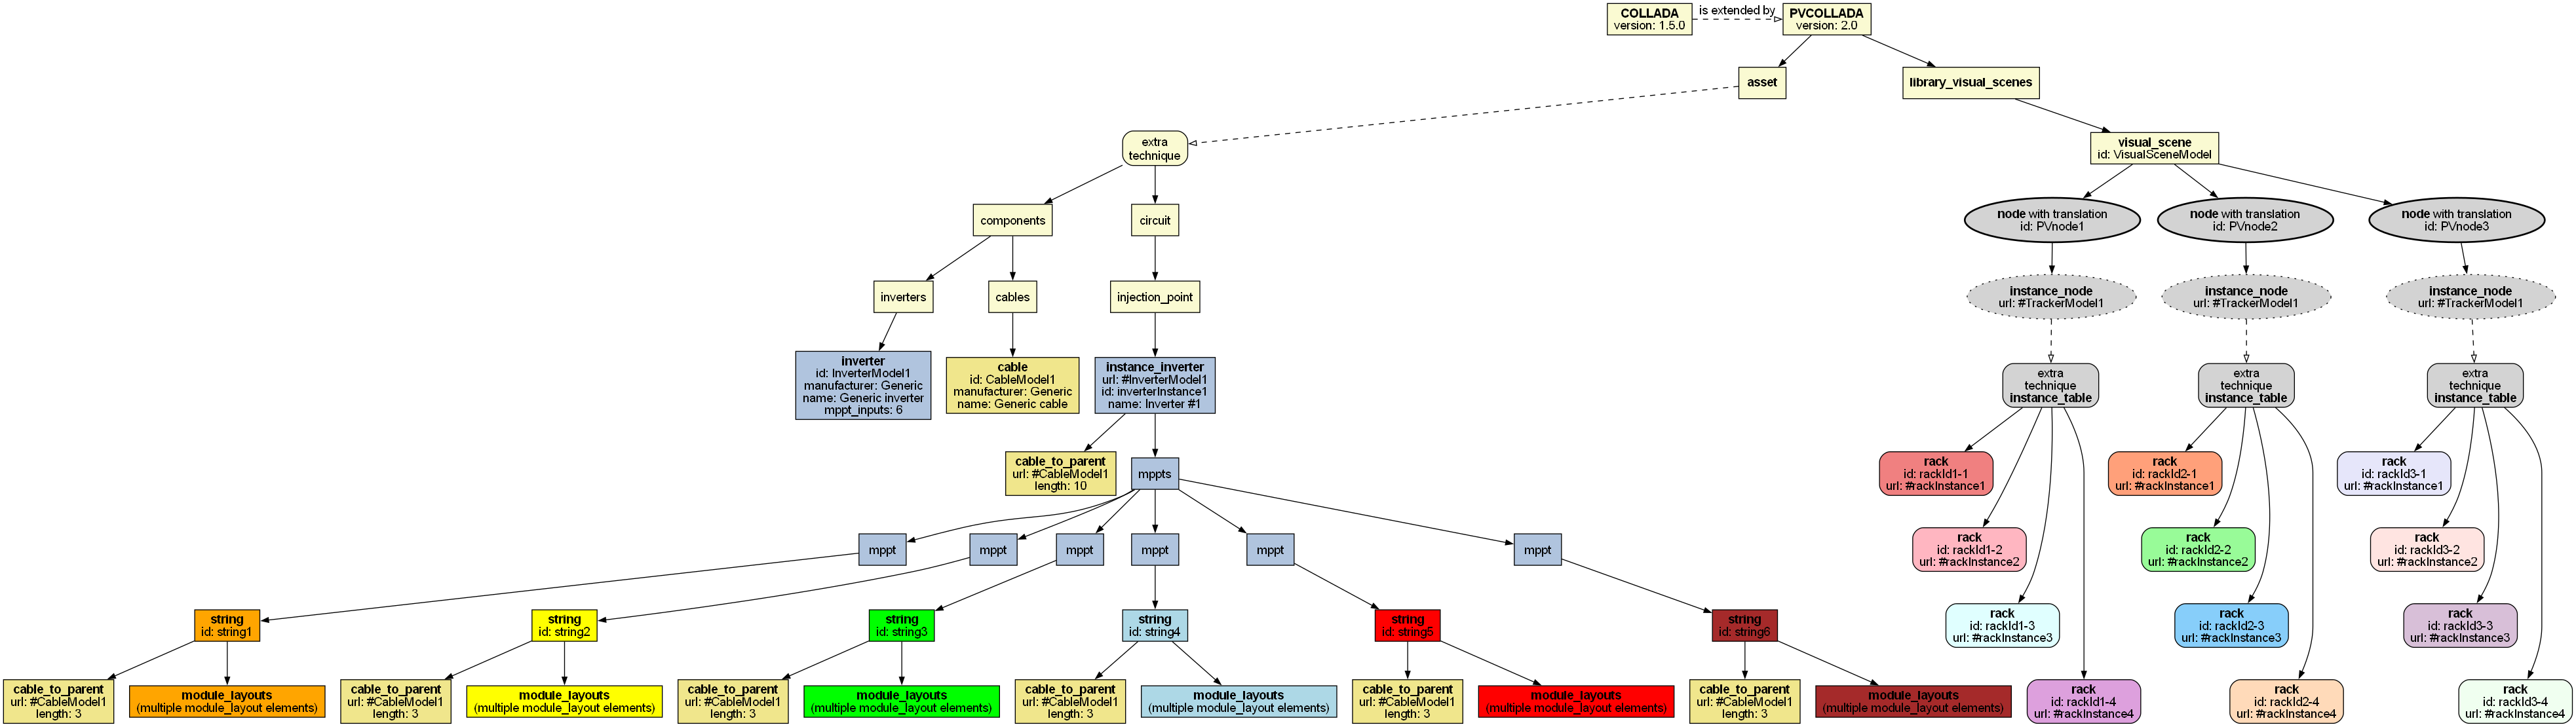 COLLADA
version: 1.5.0
is extended by
PVCOLLADA
version: 2.0
asset
library_visual_scenes
extra
technique
visual_scene
id: VisualSceneModel
components
circuit
node with translation
id: PVnode1
node with translation
id: PVnode2
node with translation
id: PVnode3
inverters
cables
injection_point
instance_node
url: #TrackerModel1
instance_node
url: #TrackerModel1
instance_node
url: #TrackerModel1
inverter
id: InverterModel1
manufacturer: Generic
name: Generic inverter
mppt_inputs: 6
cable
id: CableModel1
manufacturer: Generic
name: Generic cable
instance_inverter
url: #InverterModel1
id: inverterInstance1
name: Inverter #1
extra
technique
instance_table
extra
technique
instance_table
extra
technique
instance_table
cable_to_parent
url: #CableModel1
length: 10
mppts
rack
id: rackId1-1
url: #rackInstance1
rack
id: rackId2-1
url: #rackInstance1
rack
id: rackId3-1
url: #rackInstance1
mppt
mppt
mppt
mppt
mppt
mppt
rack
id: rackId1-2
url: #rackInstance2
rack
id: rackId2-2
url: #rackInstance2
rack
id: rackId3-2
url: #rackInstance2
string
id: string1
string
id: string2
string
id: string3
string
id: string4
string
id: string5
string
id: string6
rack
id: rackId1-3
url: #rackInstance3
rack
id: rackId2-3
url: #rackInstance3
rack
id: rackId3-3
url: #rackInstance3
cable_to_parent
url: #CableModel1
length: 3
module_layouts
(multiple module_layout elements)
cable_to_parent
url: #CableModel1
length: 3
module_layouts
(multiple module_layout elements)
cable_to_parent
url: #CableModel1
length: 3
module_layouts
(multiple module_layout elements)
cable_to_parent
url: #CableModel1
length: 3
module_layouts
(multiple module_layout elements)
cable_to_parent
url: #CableModel1
length: 3
module_layouts
(multiple module_layout elements)
cable_to_parent
url: #CableModel1
length: 3
module_layouts
(multiple module_layout elements)
rack
id: rackId1-4
url: #rackInstance4
rack
id: rackId2-4
url: #rackInstance4
rack
id: rackId3-4
url: #rackInstance4